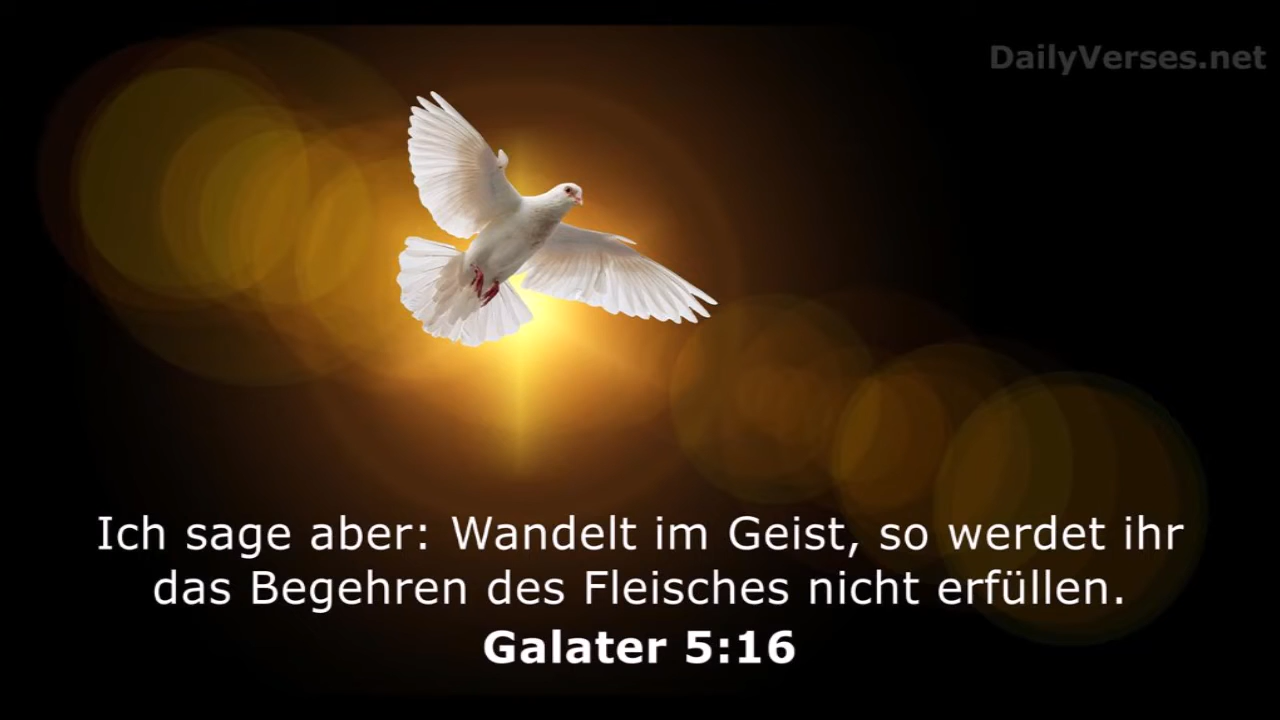 DailyVerses.net
Ich sage aber: Wandelt im Geist, so werdet ihr
das Begehren des Fleisches nicht erfüllen.
Galater 5:16